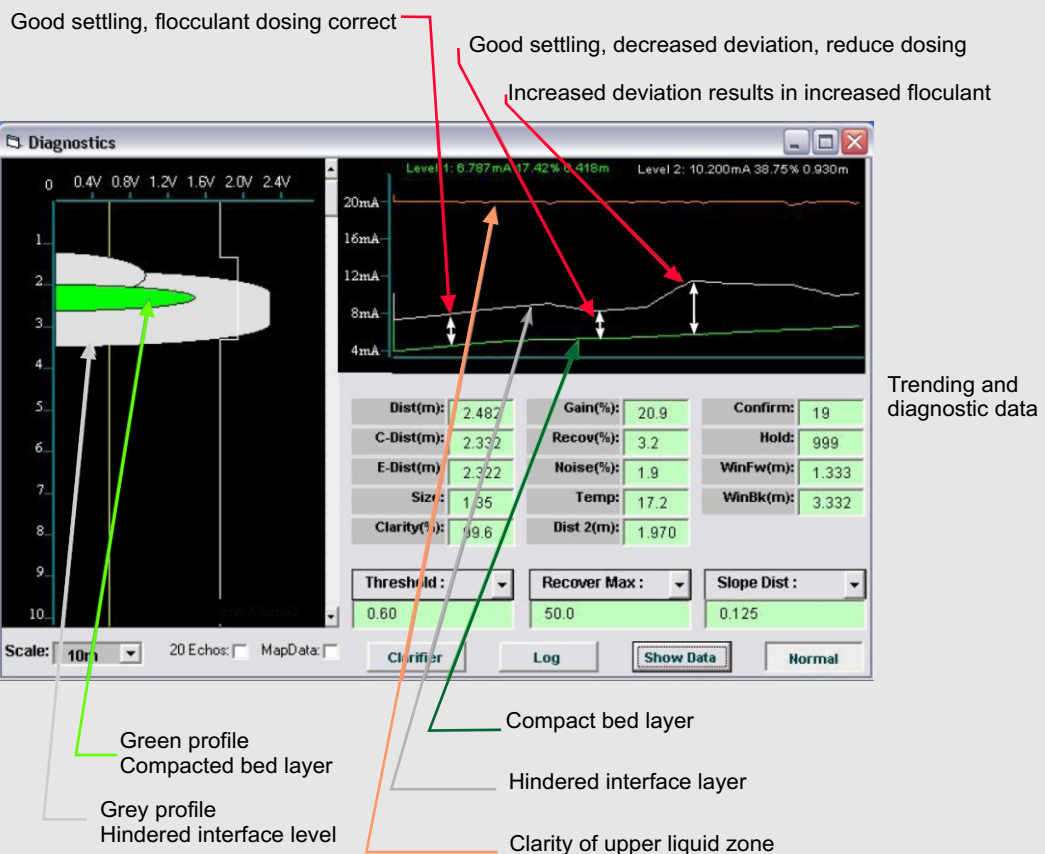 Good settling, flocculant dosing correct
Good settling, decreased deviation, reduce dosing
Increased deviation results in increased floculant
Diagnostics
0 0.4V 0.8V 1.2V 1.6V 2.0V 2.4V
1
2
3
4
5
6
7
8
9
10
Level 1: 6.787mA 17.42% 0.418m
Level 2: 10.200mA 38.75% 0.930m
20mA
16mA
12mA
8mA
4mA
Trending and
diagnostic data
Dist(m): 2.482 Gain(%): 20.9 Confirm: 19
C-Dist(m): 2.332 Recov(%): 3.2 Hold: 999
E-Dist(m) 2.322 Noise(%): 1.9 WinFw(m): 1.333
Size: 1.35 Temp: 17.2 WinBk(m): 3.332
Clarity(%): 99.6 Dist 2(m): 1.970
Threshold : Recover Max : Slope Dist :
0.60 50.0 0.125
Scale: 10m 20 Echos: MapData:
Clarifier Log Show Data Normal
Green profile
Compacted bed layer
Grey profile
Hindered interface level
Compact bed layer
Hindered interface layer
Clarity of upper liquid zone